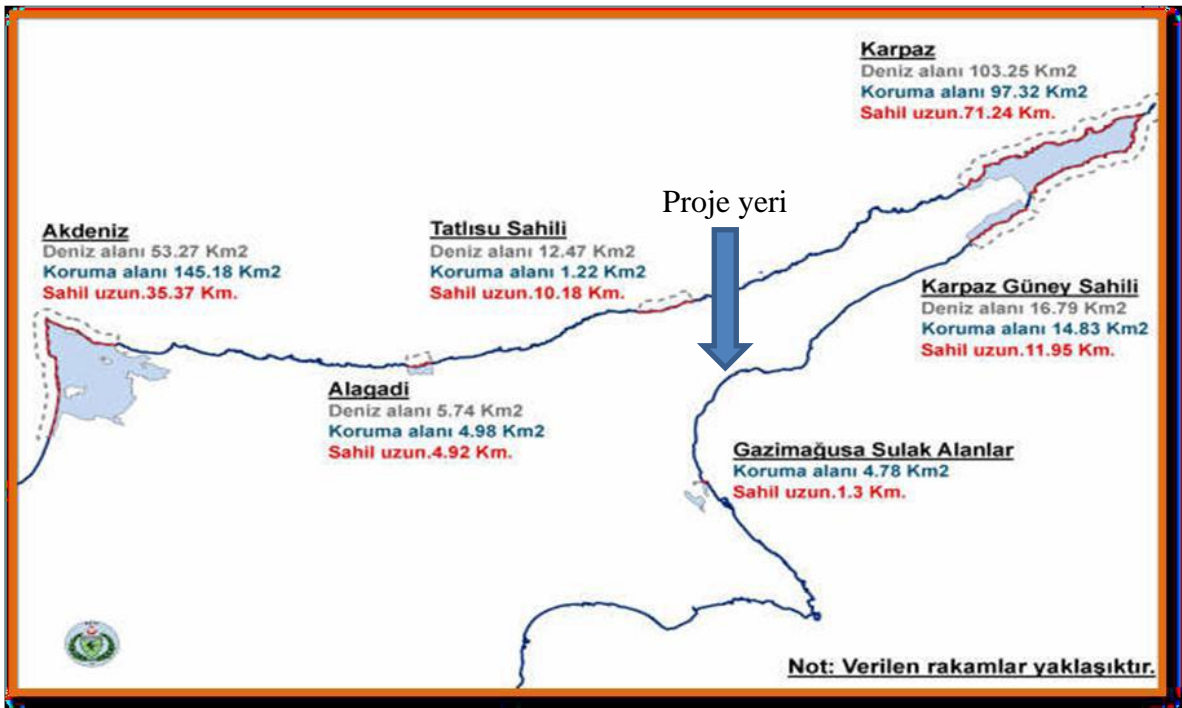 Karpaz
Deniz alanı 103.25 Km2
Koruma alanı 97.32 Km2
Sahil uzun.71.24 Km.
Proje yeri
Akdeniz
Deniz alanı 53.27 Km2
Koruma alanı 145.18 Km2
Sahil uzun.35.37 Km.
Tatlısu Sahili
Deniz alanı 12.47 Km2
Koruma alanı 1.22 Km2
Sahil uzun.10.18 Km.
Karpaz Güney Sahili
Deniz alanı 16.79 Km2
Koruma alanı 14.83 Km2
Sahil uzun.11.95 Km.
Alagadi
Deniz alanı 5.74 Km2
Koruma alanı 4.98 Km2
Sahil uzun.4.92 Km.
Gazimağusa Sulak Alanlar
Koruma alanı 4.78 Km2
Sahil uzun.1.3 Km.
Not: Verilen rakamlar yaklaşıktır.